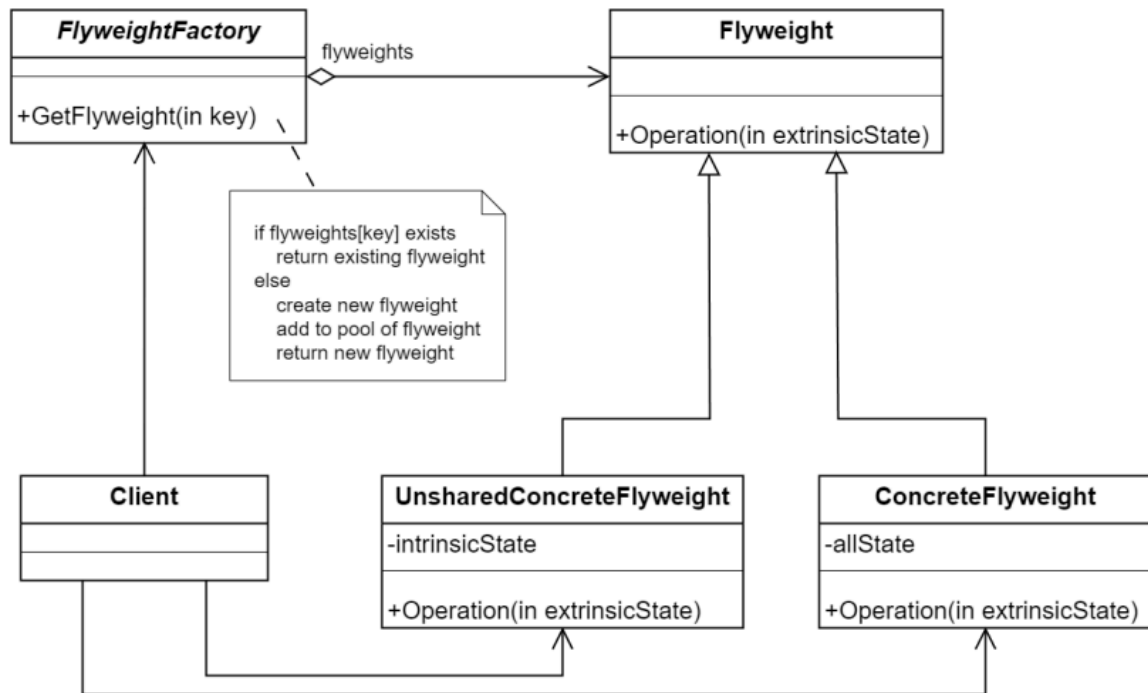 FlyweightFactory
+GetFlyweight(in key)
flyweights
Flyweight
+Operation(in extrinsicState)
if flyweights[key] exists
return existing flyweight
else
create new flyweight
add to pool of flyweight
return new flyweight
Client
UnsharedConcreteFlyweight
-intrinsicState
+Operation(in extrinsicState)
ConcreteFlyweight
-allState
+Operation(in extrinsicState)